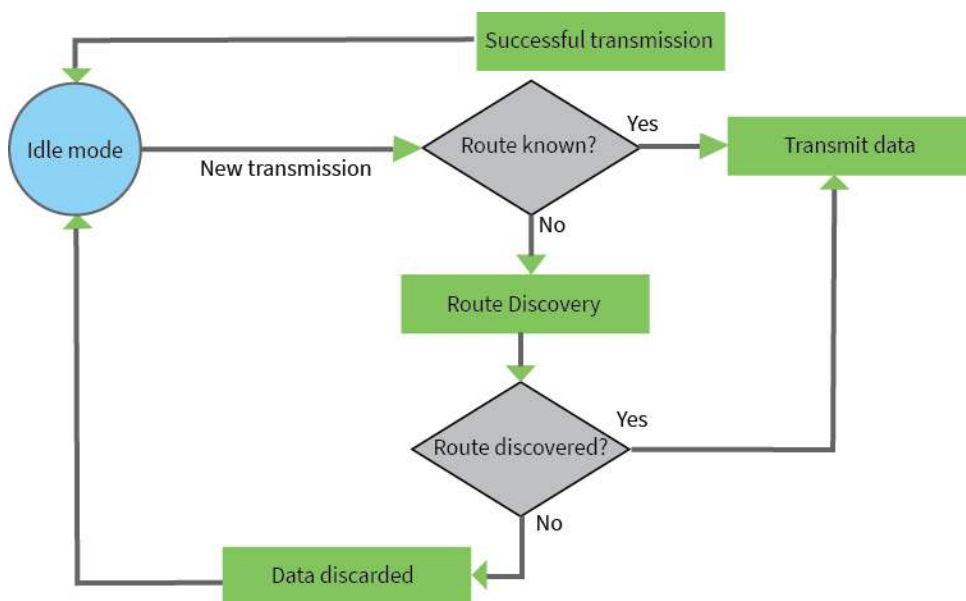 Successful transmission
Idle mode
New transmission
Route known?
Yes
Transmit data
No
Route Discovery
Route discovered?
Yes
No
Data discarded